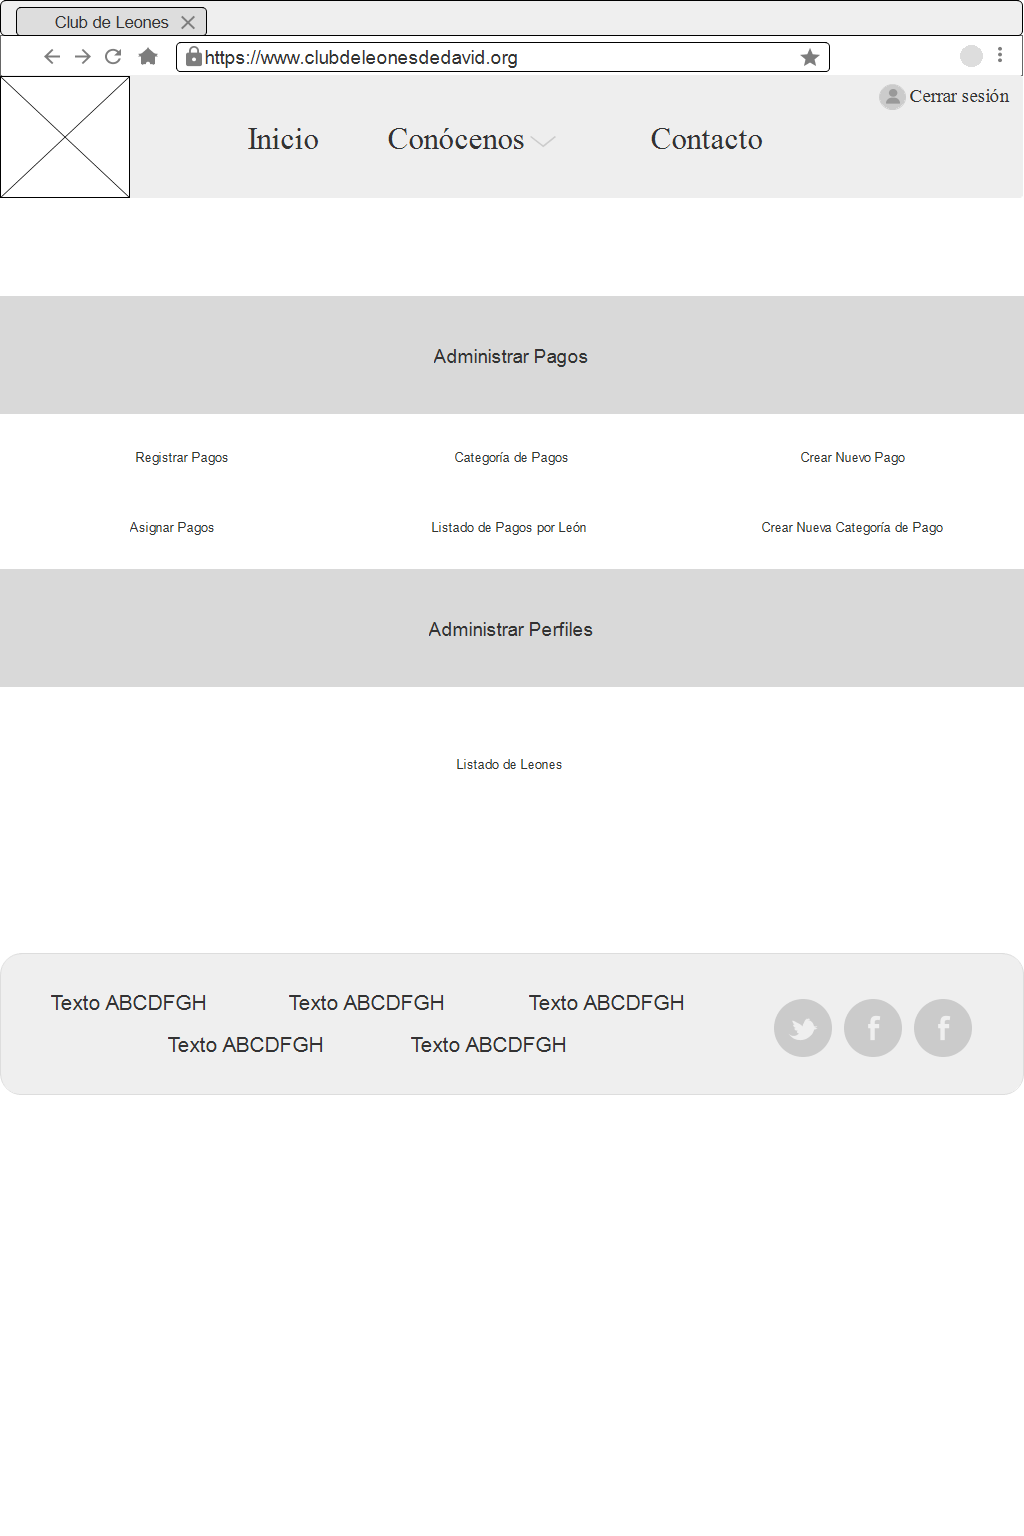 Club de Leones
https://www.clubdeleonesdedavid.org
Cerrar sesión
Inicio Conócenos Contacto
Administrar Pagos
Registrar Pagos Categoría de Pagos Crear Nuevo Pago
Asignar Pagos Listado de Pagos por León Crear Nueva Categoría de Pago
Administrar Perfiles
Listado de Leones
Texto ABCDFGH Texto ABCDFGH Texto ABCDFGH
Texto ABCDFGH Texto ABCDFGH